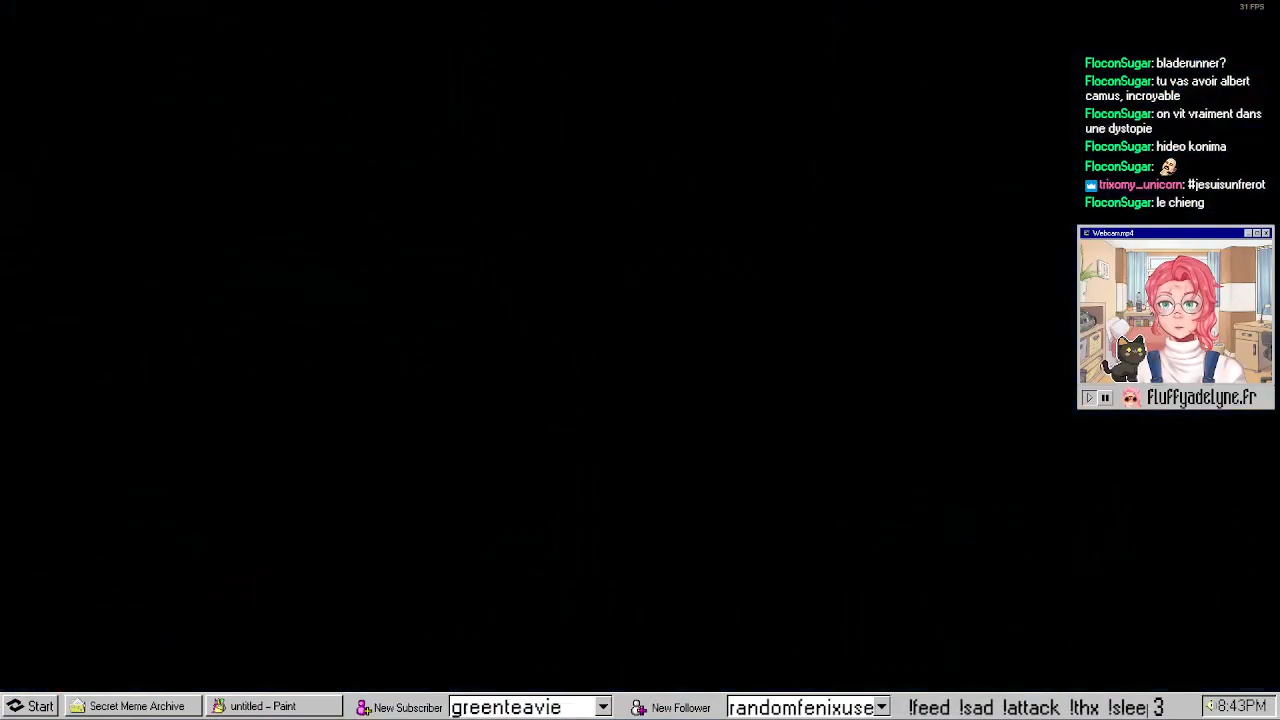 31 FPS
FloconSugar: bladerunner?
FloconSugar: tu vas avoir albert
camus, incroyable
FloconSugar: on vit vraiment dans
une dystopie
FloconSugar: hideo konima
FloconSugar:
trixomy_unicorn: #jesuisunfrerot
FloconSugar: le chieng
Webcam.mp4
fluffyadelyne.fr
Start
Secret Meme Archive
untitled - Paint
New Subscriber
greenteavie
New Follower
randomfenixuse
!feed !sad !attack !thx !slee
3
8:43PM